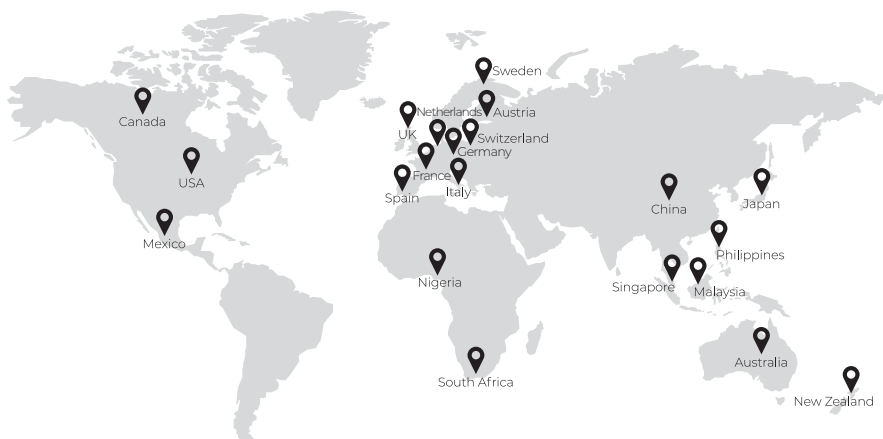 Sweden
Canada
Netherlands
Austria
UK
Switzerland
Germany
USA
France
Italy
Spain
China
Japan
Mexico
Philippines
Nigeria
Singapore
Malaysia
Australia
South Africa
New Zealand